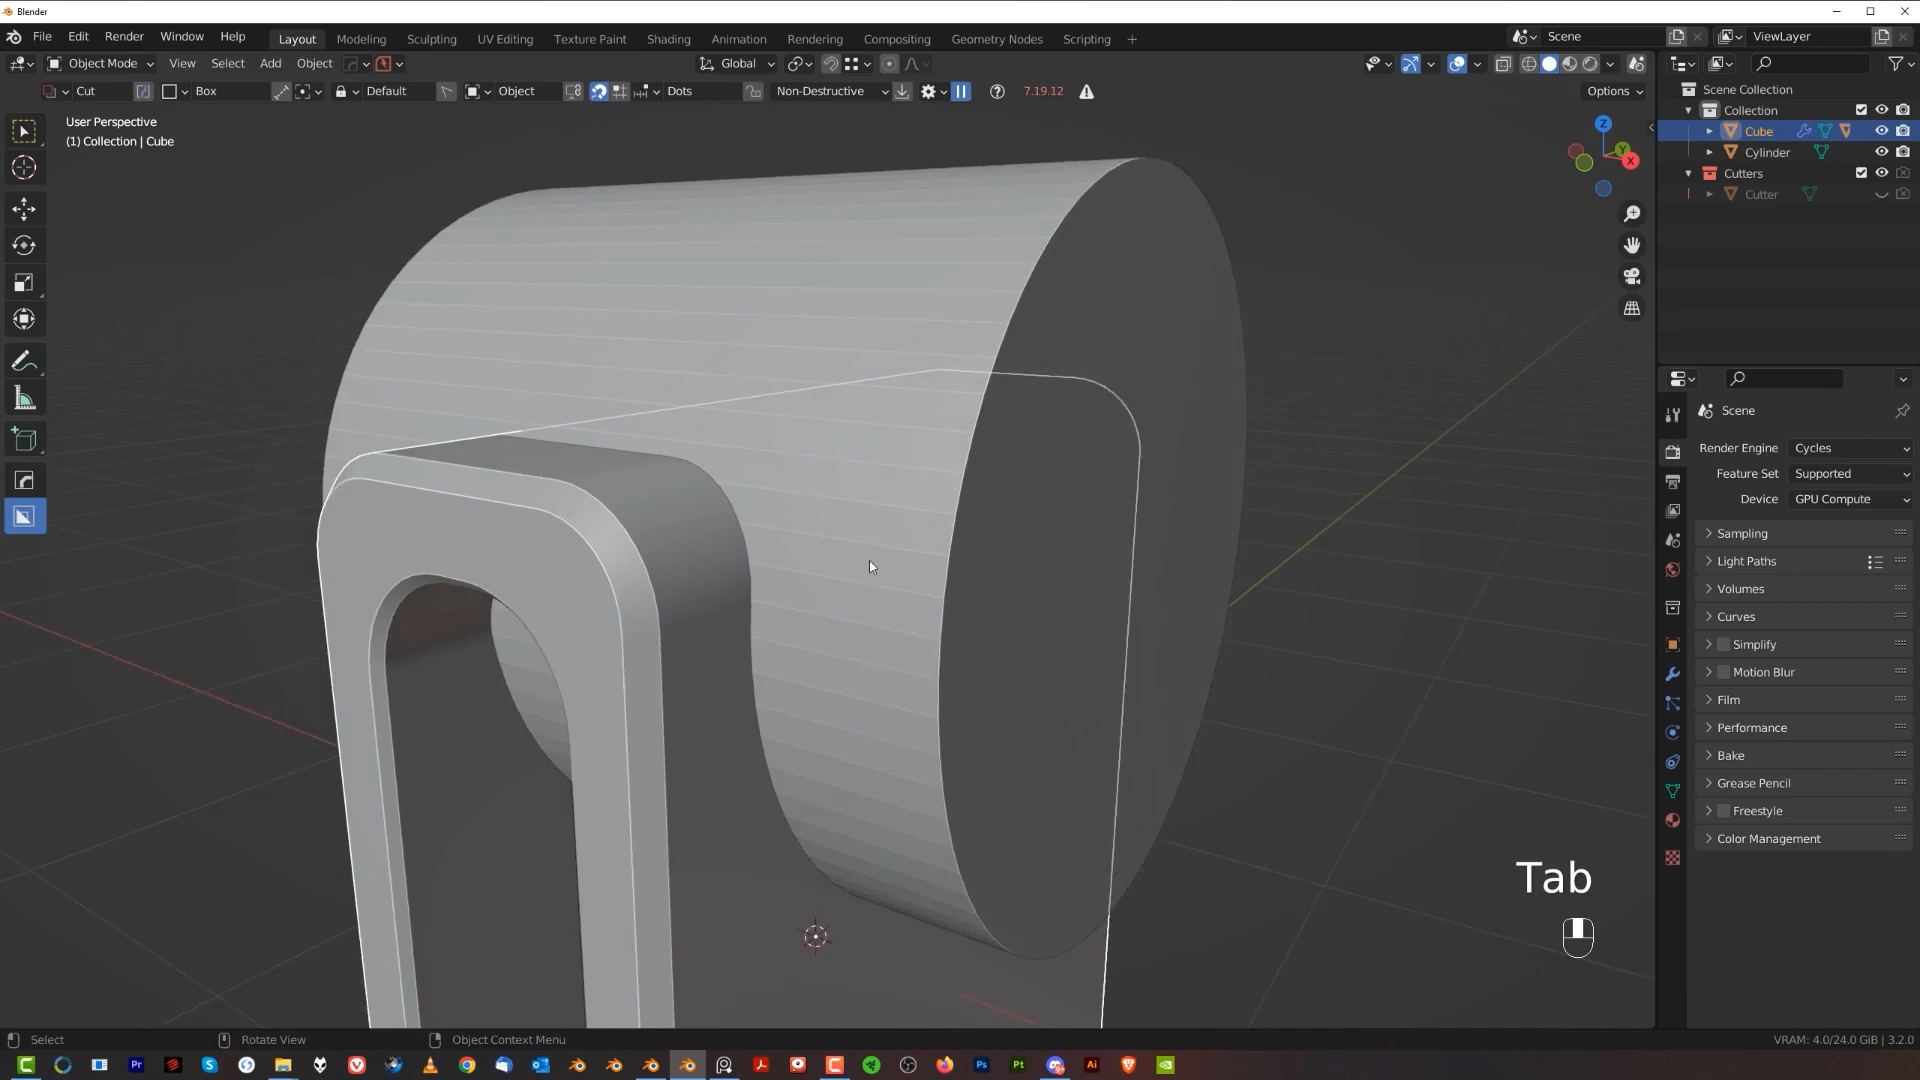 Blender
File Edit Render Window Help Layout Modeling Sculpting UV Editing Texture Paint Shading Animation Rendering Compositing Geometry Nodes Scripting + Scene ViewLayer
Object Mode View Select Add Object Global
Cut Box Default Object Dots Non-Destructive 7.19.12 Options
User Perspective
(1) Collection | Cube
Z
Y
X
Scene Collection
Collection
Cube
Cylinder
Cutters
Cutter
Scene
Render Engine Cycles
Feature Set Supported
Device GPU Compute
Sampling
Light Paths
Volumes
Curves
Simplify
Motion Blur
Film
Performance
Bake
Grease Pencil
Freestyle
Color Management
Tab
Select Rotate View Object Context Menu VRAM: 4.0/24.0 GiB | 3.2.0
Pr S Ps Pt Ai